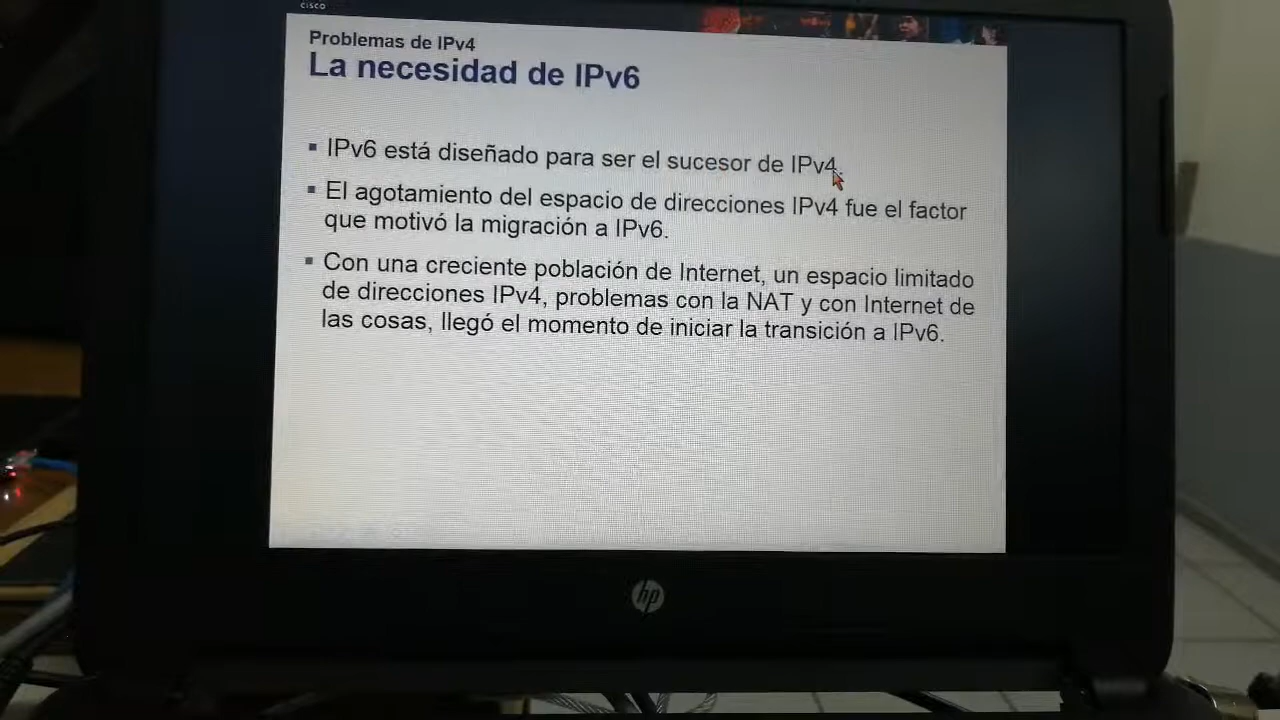 CISCO
Problemas de IPv4
La necesidad de IPv6
▪ IPv6 está diseñado para ser el sucesor de IPv4.
▪ El agotamiento del espacio de direcciones IPv4 fue el factor
que motivó la migración a IPv6.
▪ Con una creciente población de Internet, un espacio limitado
de direcciones IPv4, problemas con la NAT y con Internet de
las cosas, llegó el momento de iniciar la transición a IPv6.
hp